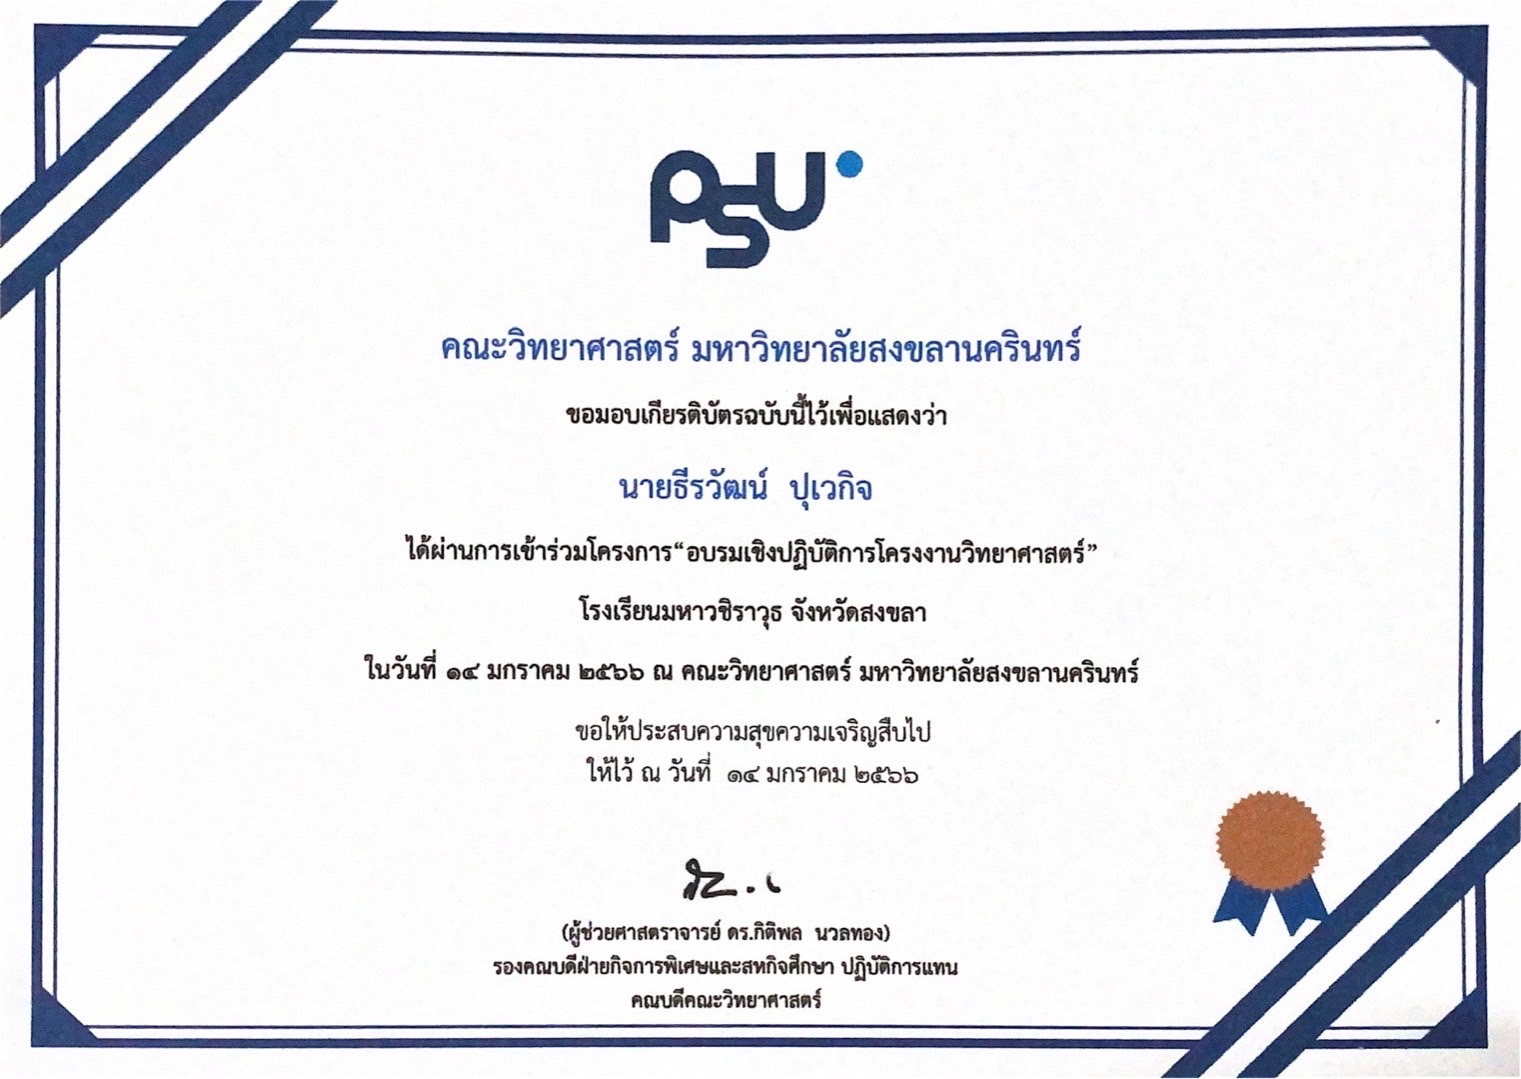 PSU
คณะวิทยาศาสตร์ มหาวิทยาลัยสงขลานครินทร์
ขอมอบเกียรติบัตรฉบับนี้ไว้เพื่อแสดงว่า
นายธีรวัฒน์ ปุเวกิจ
ได้ผ่านการเข้าร่วมโครงการ“อบรมเชิงปฏิบัติการโครงงานวิทยาศาสตร์”
โรงเรียนมหาวชิราวุธ จังหวัดสงขลา
ในวันที่ ๑๔ มกราคม ๒๕๖๖ ณ คณะวิทยาศาสตร์ มหาวิทยาลัยสงขลานครินทร์
ขอให้ประสบความสุขความเจริญสืบไป
ให้ไว้ ณ วันที่ ๑๔ มกราคม ๒๕๖๖
(ผู้ช่วยศาสตราจารย์ ดร.กิติพล นวลทอง)
รองคณบดีฝ่ายกิจการพิเศษและสหกิจศึกษา ปฏิบัติการแทน
คณบดีคณะวิทยาศาสตร์